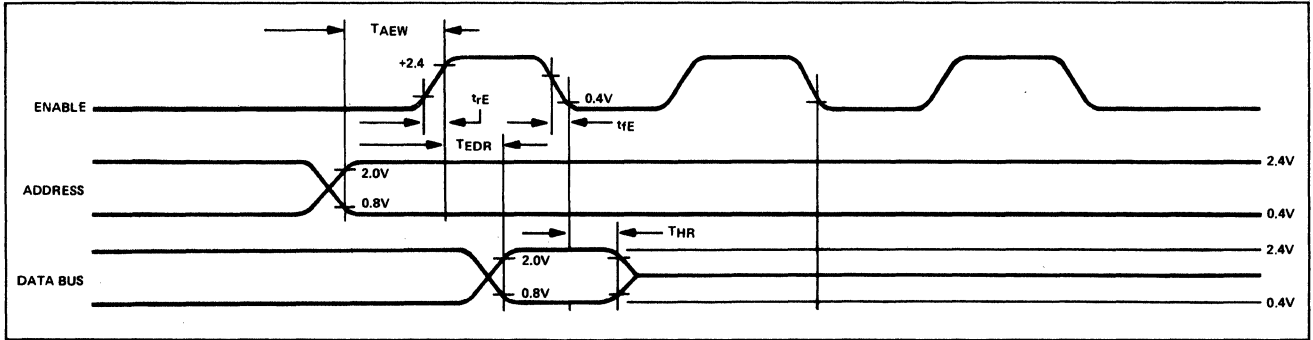 TAEW
+2.4
ENABLE
0.4V
trE
tfE
TEDR
2.4V
2.0V
ADDRESS
0.8V
0.4V
THR
2.4V
2.0V
DATA BUS
0.8V
0.4V